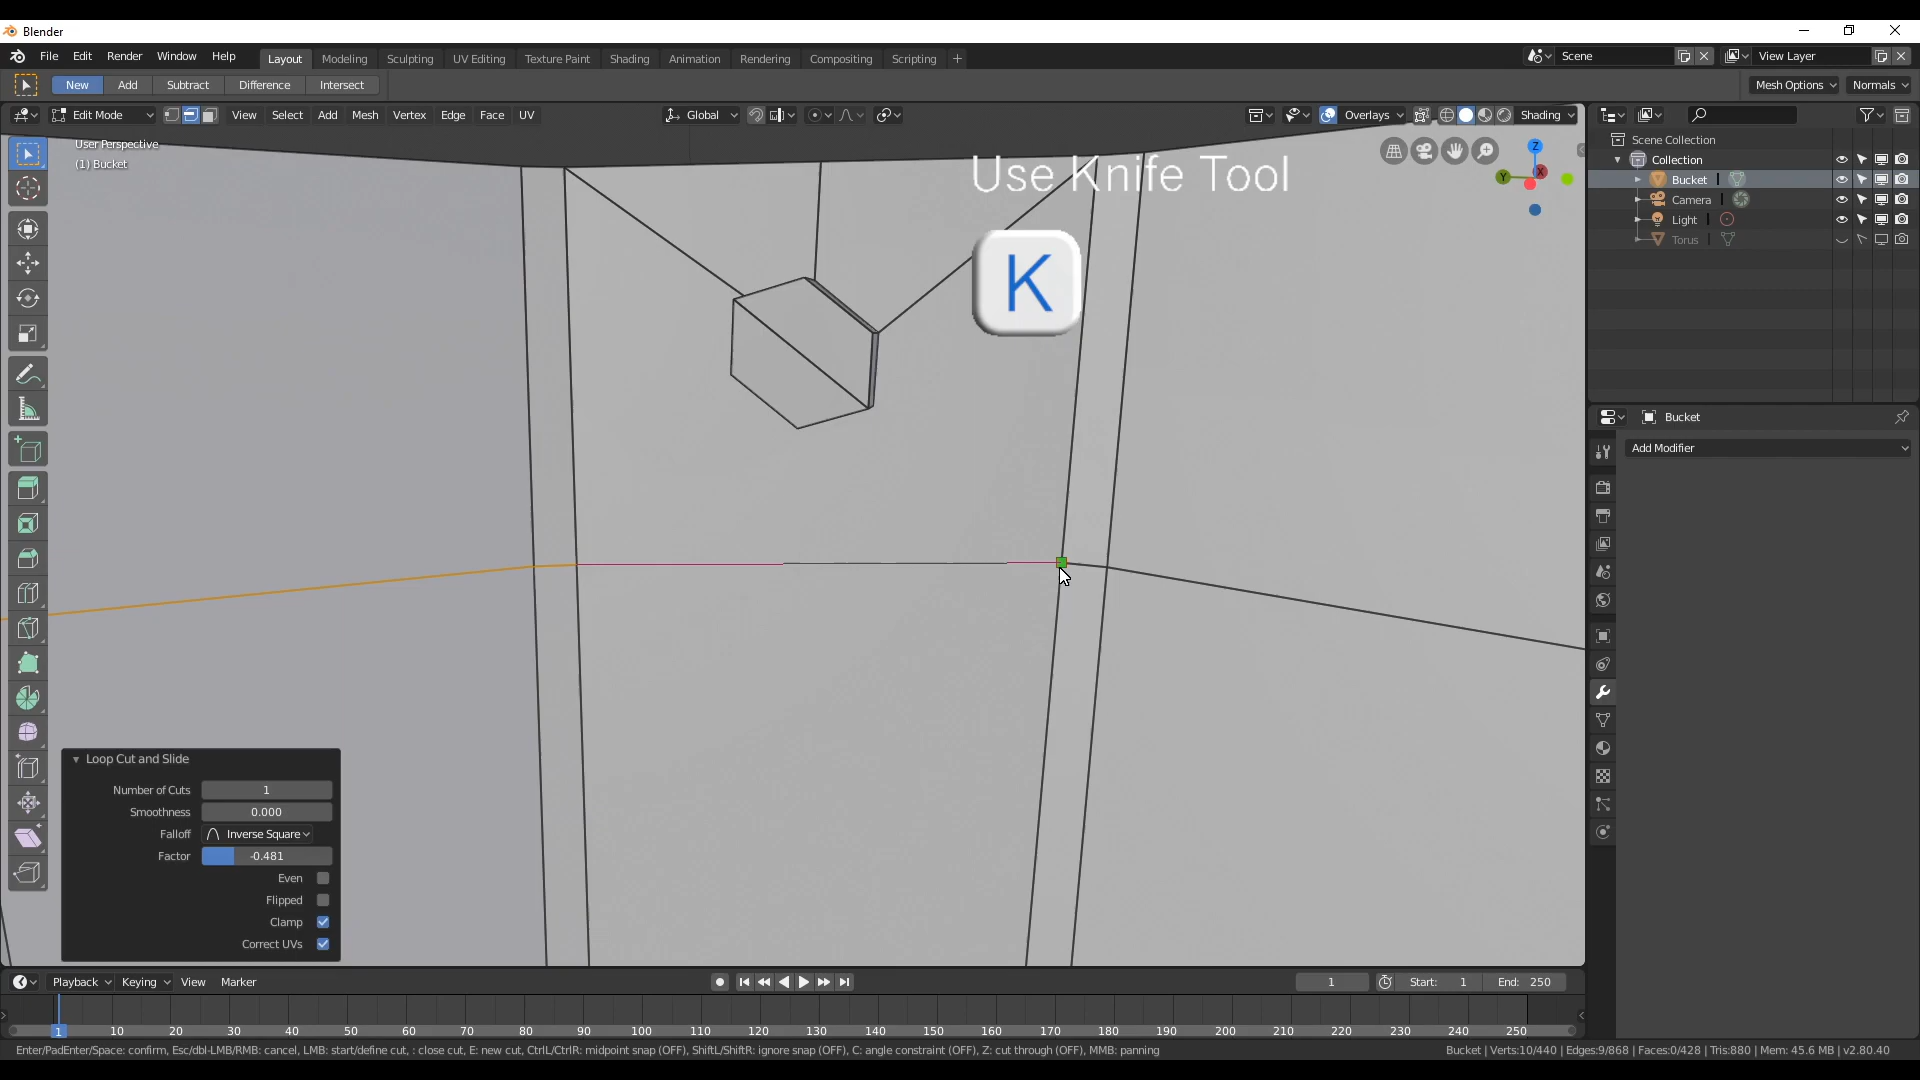 Blender
File Edit Render Window Help Layout Modeling Sculpting UV Editing Texture Paint Shading Animation Rendering Compositing Scripting + Scene View Layer
New Add Subtract Difference Intersect Mesh Options Normals
Edit Mode View Select Add Mesh Vertex Edge Face UV Global Overlays Shading
User Perspective
(1) Bucket
Use Knife Tool
K
Z
X
Y
Scene Collection
Collection
Bucket
Camera
Light
Torus
Bucket
Add Modifier
Loop Cut and Slide
Number of Cuts 1
Smoothness 0.000
Falloff Inverse Square
Factor -0.481
Even
Flipped
Clamp
Correct UVs
Playback Keying View Marker 1 Start: 1 End: 250
1 10 20 30 40 50 60 70 80 90 100 110 120 130 140 150 160 170 180 190 200 210 220 230 240 250
Enter/PadEnter/Space: confirm, Esc/dbl-LMB/RMB: cancel, LMB: start/define cut, : close cut, E: new cut, CtrlL/CtrlR: midpoint snap (OFF), ShiftL/ShiftR: ignore snap (OFF), C: angle constraint (OFF), Z: cut through (OFF), MMB: panning Bucket | Verts:10/440 | Edges:9/868 | Faces:0/428 | Tris:880 | Mem: 45.6 MB | v2.80.40